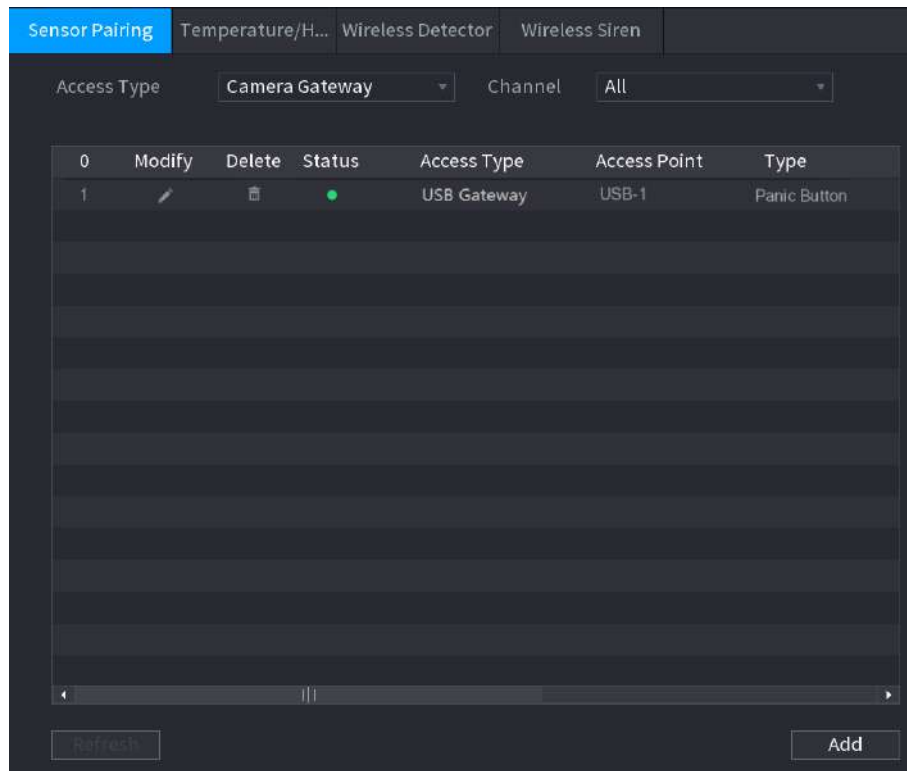 Sensor Pairing Temperature/H... Wireless Detector Wireless Siren
Access Type Camera Gateway Channel All
0 Modify Delete Status Access Type Access Point Type
1 USB Gateway USB-1 Panic Button
Refresh Add